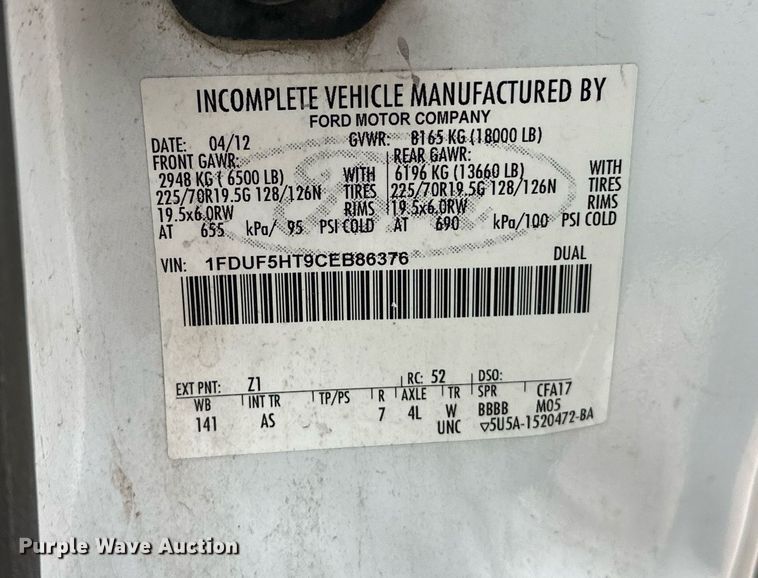 INCOMPLETE VEHICLE MANUFACTURED BY
FORD MOTOR COMPANY
DATE: 04/12 GVWR: 8165 KG (18000 LB)
FRONT GAWR: REAR GAWR:
2948 KG ( 6500 LB) WITH 6196 KG (13660 LB) WITH
225/70R19.5G 128/126N TIRES 225/70R19.5G 128/126N TIRES
19.5x6.0RW RIMS 19.5x6.0RW RIMS
AT 655 kPa/ 95 PSI COLD AT 690 kPa/100 PSI COLD
VIN: 1FDUF5HT9CEB86376 DUAL
EXT PNT: Z1 RC: 52 DSO:
WB INT TR TP/PS R AXLE TR SPR CFA17
141 AS 7 4L W BBBB M05
UNC ▽5U5A-1520472-BA
Purple Wave Auction